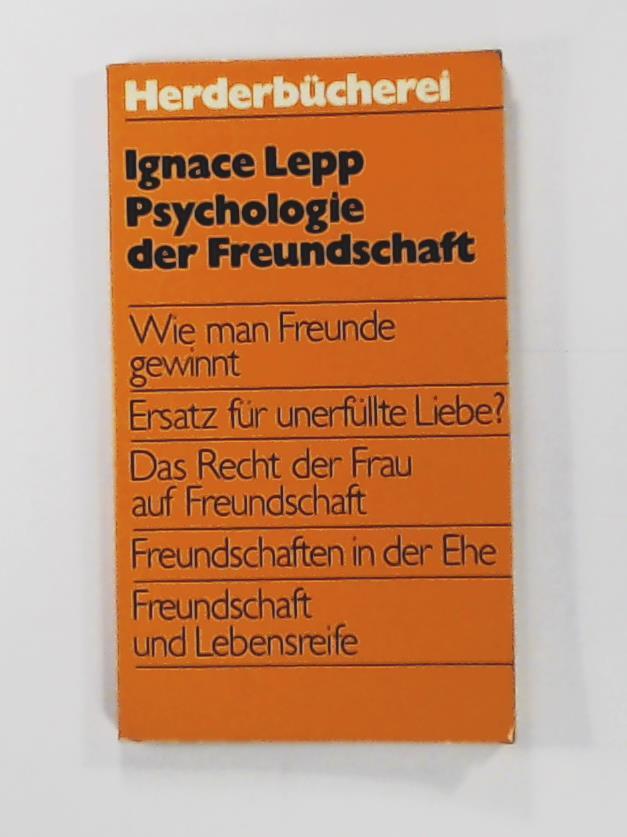 Herderbücherei
Ignace Lepp
Psychologie
der Freundschaft
Wie man Freunde
gewinnt
Ersatz für unerfüllte Liebe?
Das Recht der Frau
auf Freundschaft
Freundschaften in der Ehe
Freundschaft
und Lebensreife